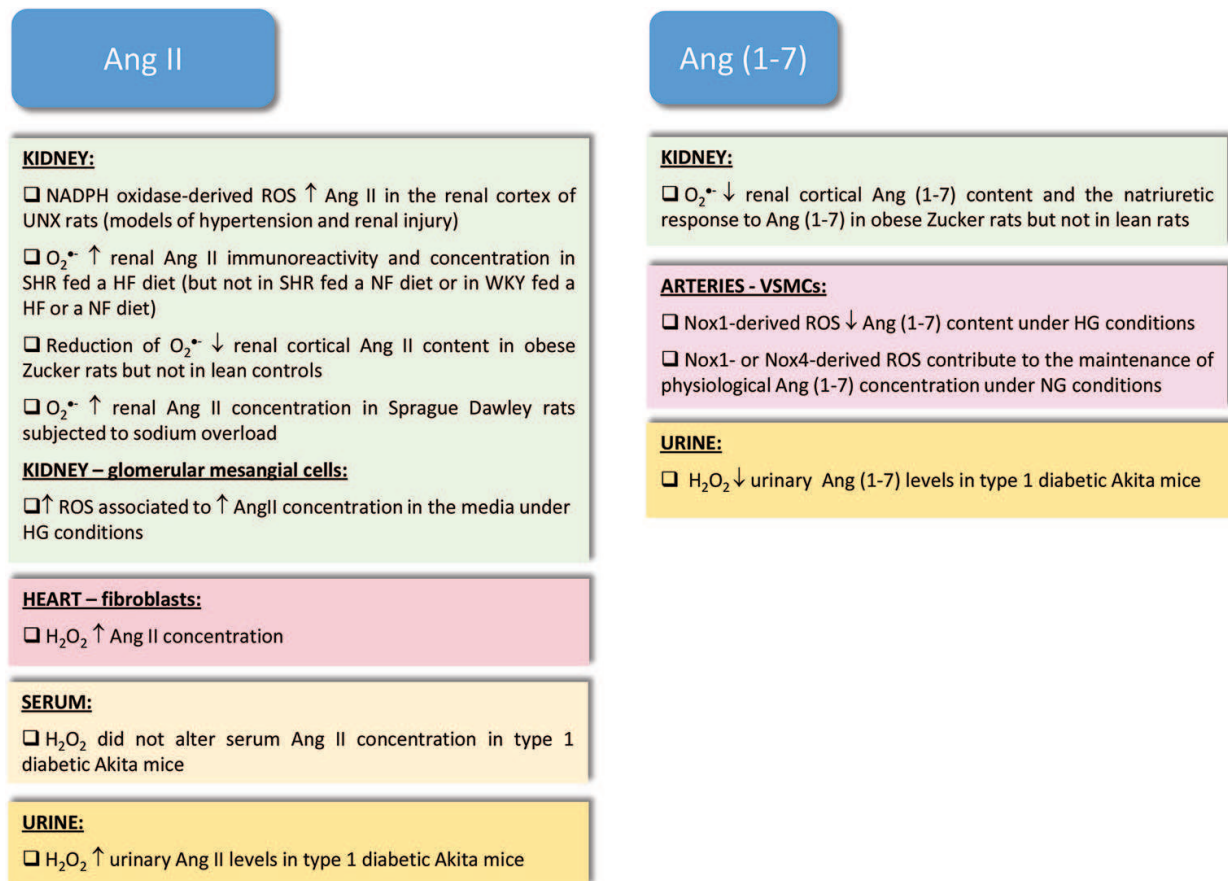 Ang II
KIDNEY:
❑ NADPH oxidase-derived ROS ↑ Ang II in the renal cortex of
UNX rats (models of hypertension and renal injury)
❑ O₂•- ↑ renal Ang II immunoreactivity and concentration in
SHR fed a HF diet (but not in SHR fed a NF diet or in WKY fed a
HF or a NF diet)
❑ Reduction of O₂•- ↓ renal cortical Ang II content in obese
Zucker rats but not in lean controls
❑ O₂•- ↑ renal Ang II concentration in Sprague Dawley rats
subjected to sodium overload
KIDNEY – glomerular mesangial cells:
❑↑ ROS associated to ↑ AngII concentration in the media under
HG conditions
HEART – fibroblasts:
❑ H₂O₂ ↑ Ang II concentration
SERUM:
❑ H₂O₂ did not alter serum Ang II concentration in type 1
diabetic Akita mice
URINE:
❑ H₂O₂ ↑ urinary Ang II levels in type 1 diabetic Akita mice
Ang (1-7)
KIDNEY:
❑ O₂•- ↓ renal cortical Ang (1-7) content and the natriuretic
response to Ang (1-7) in obese Zucker rats but not in lean rats
ARTERIES - VSMCs:
❑ Nox1-derived ROS ↓ Ang (1-7) content under HG conditions
❑ Nox1- or Nox4-derived ROS contribute to the maintenance of
physiological Ang (1-7) concentration under NG conditions
URINE:
❑ H₂O₂ ↓ urinary Ang (1-7) levels in type 1 diabetic Akita mice